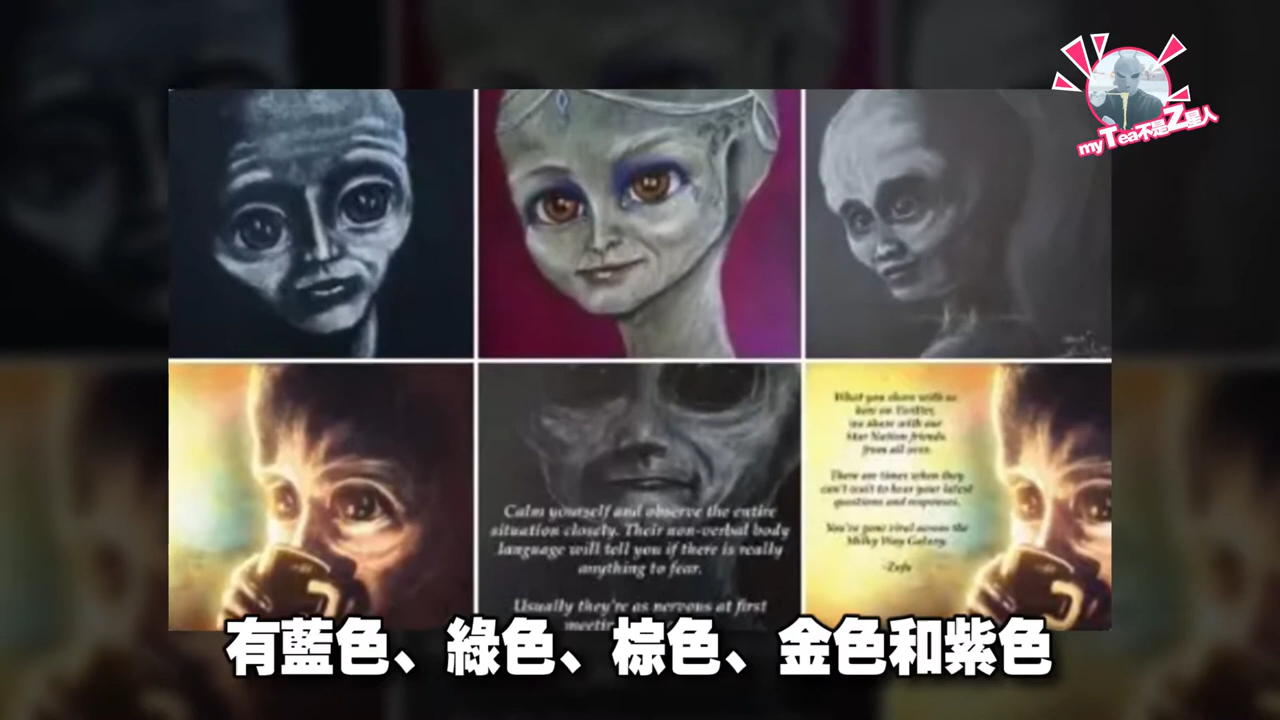 myTea不是Z星人
Calm yourself and observe the entire
situation closely. Their non-verbal body
language will tell you if there is really
anything to fear.
Usually they're as nervous at first
What you share with us
here on Twitter,
we share with our
Star Nation friends
from all over.
There are times when they
can't wait to hear your latest
questions and responses.
You've gone viral across the
Milky Way Galaxy.
有藍色、綠色、棕色、金色和紫色